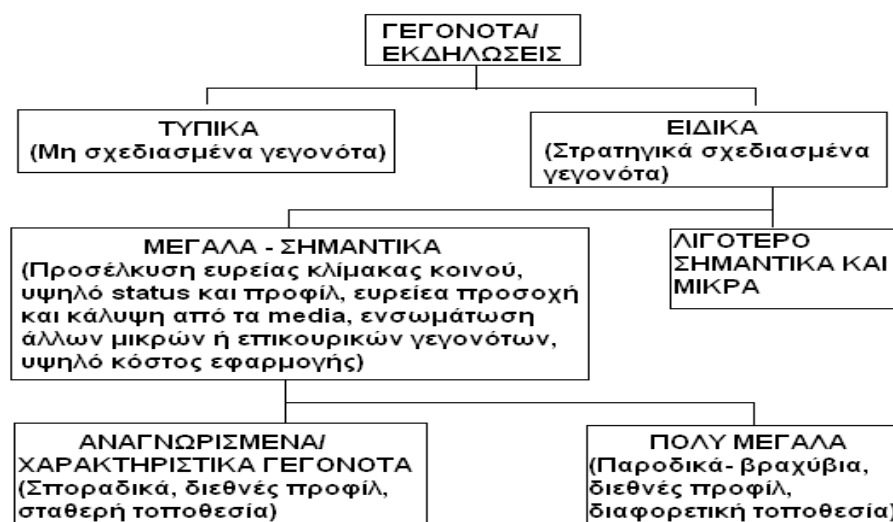 ΓΕΓΟΝΟΤΑ/
ΕΚΔΗΛΩΣΕΙΣ
ΤΥΠΙΚΑ
(Μη σχεδιασμένα γεγονότα)
ΕΙΔΙΚΑ
(Στρατηγικά σχεδιασμένα
γεγονότα)
ΜΕΓΑΛΑ - ΣΗΜΑΝΤΙΚΑ
(Προσέλκυση ευρείας κλίμακας κοινού,
υψηλό status και προφίλ, ευρείεα προσοχή
και κάλυψη από τα media, ενσωμάτωση
άλλων μικρών ή επικουρικών γεγονότων,
υψηλό κόστος εφαρμογής)
ΛΙΓΟΤΕΡΟ
ΣΗΜΑΝΤΙΚΑ ΚΑΙ
ΜΙΚΡΑ
ΑΝΑΓΝΩΡΙΣΜΕΝΑ/
ΧΑΡΑΚΤΗΡΙΣΤΙΚΑ ΓΕΓΟΝΟΤΑ
(Σποραδικά, διεθνές προφίλ,
σταθερή τοποθεσία)
ΠΟΛΥ ΜΕΓΑΛΑ
(Παροδικά- βραχύβια,
διεθνές προφίλ,
διαφορετική τοποθεσία)